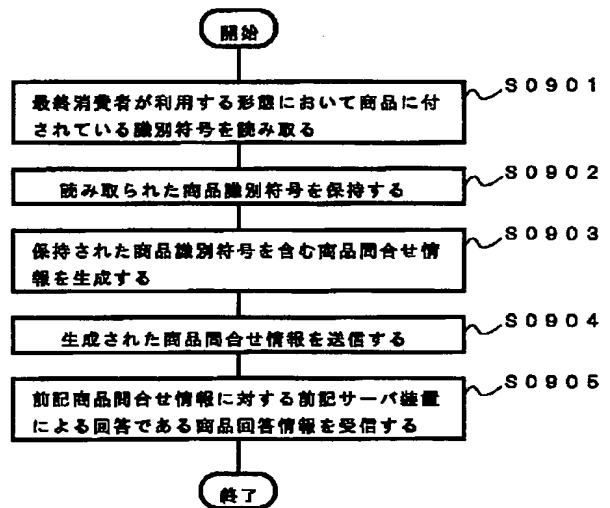 開始
S0901
最終消費者が利用する形態において商品に付
されている識別符号を読み取る
S0902
読み取られた商品識別符号を保持する
S0903
保持された商品識別符号を含む商品問合せ情
報を生成する
S0904
生成された商品問合せ情報を送信する
S0905
前記商品問合せ情報に対する前記サーバ装置
による回答である商品回答情報を受信する
終了